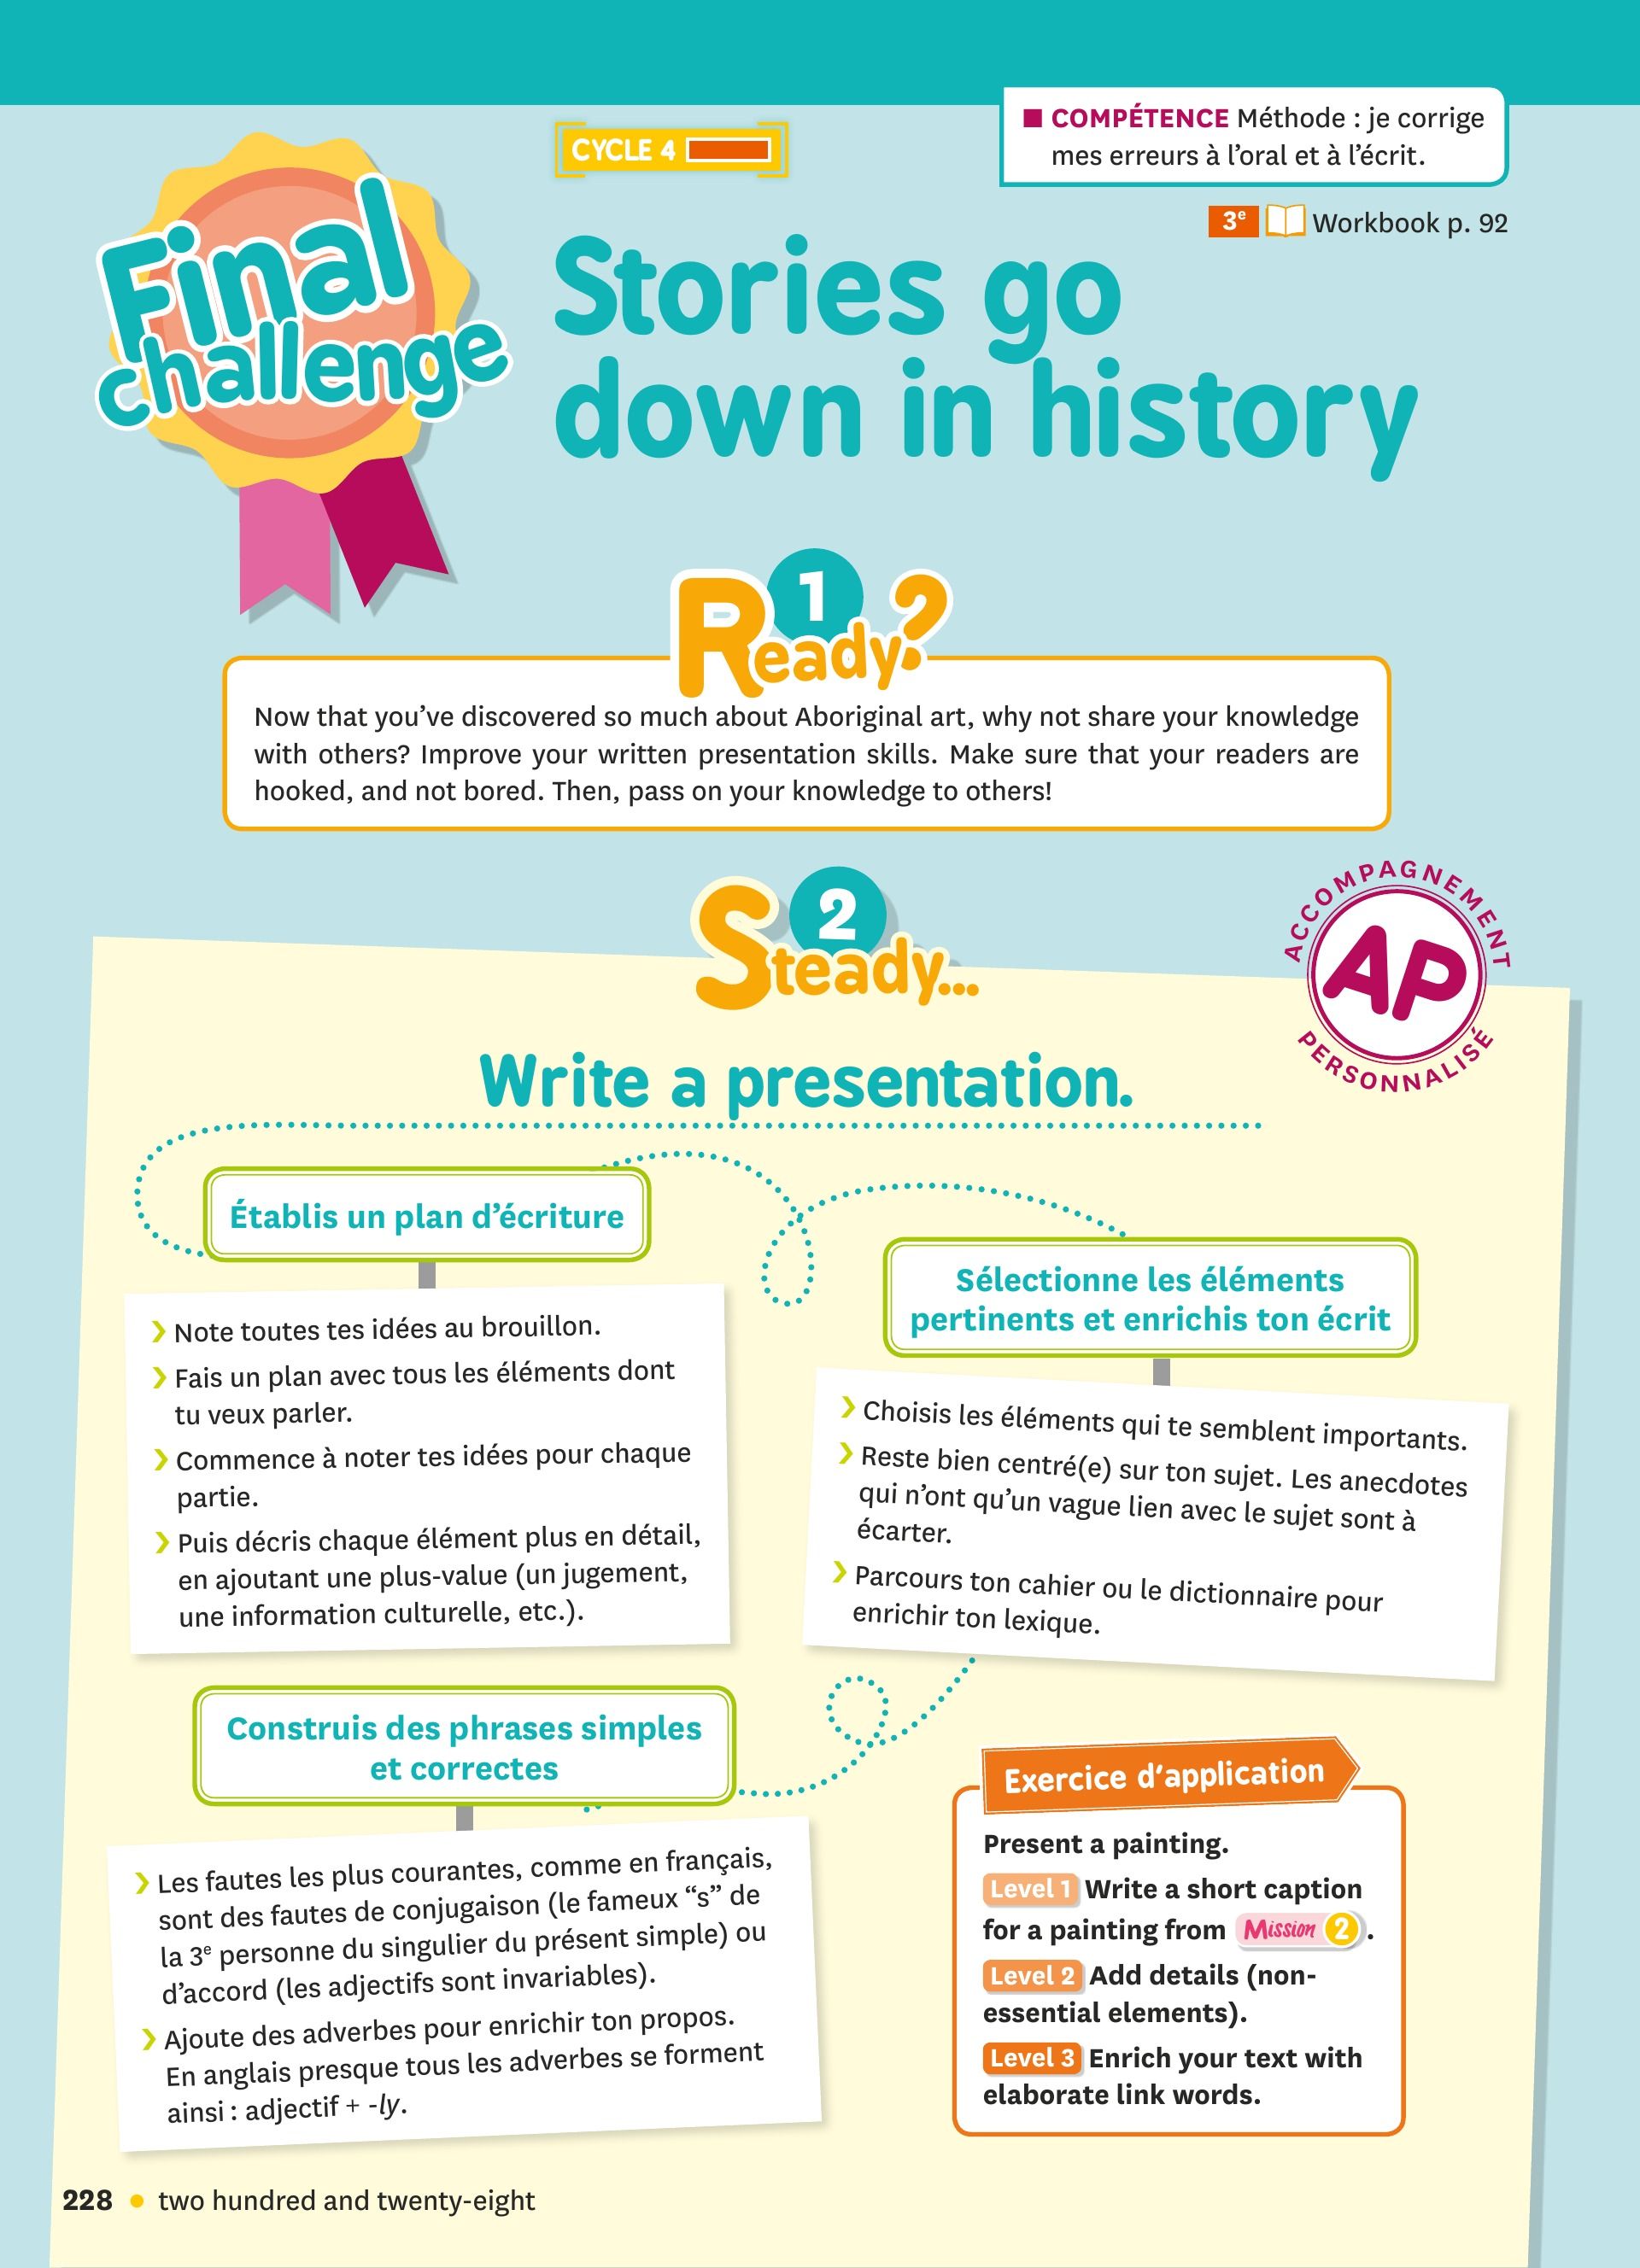 CYCLE 4
■ COMPÉTENCE Méthode : je corrige
mes erreurs à l’oral et à l’écrit.
3e Workbook p. 92
Final
challenge
Stories go
down in history
1
Ready?
Now that you’ve discovered so much about Aboriginal art, why not share your knowledge
with others? Improve your written presentation skills. Make sure that your readers are
hooked, and not bored. Then, pass on your knowledge to others!
2
Steady...
ACCOMPAGNEMENT
AP
PERSONNALISÉ
Write a presentation.
Établis un plan d’écriture
Note toutes tes idées au brouillon.
Fais un plan avec tous les éléments dont
tu veux parler.
Commence à noter tes idées pour chaque
partie.
Puis décris chaque élément plus en détail,
en ajoutant une plus-value (un jugement,
une information culturelle, etc.).
Sélectionne les éléments
pertinents et enrichis ton écrit
Choisis les éléments qui te semblent importants.
Reste bien centré(e) sur ton sujet. Les anecdotes
qui n’ont qu’un vague lien avec le sujet sont à
écarter.
Parcours ton cahier ou le dictionnaire pour
enrichir ton lexique.
Construis des phrases simples
et correctes
Les fautes les plus courantes, comme en français,
sont des fautes de conjugaison (le fameux “s” de
la 3e personne du singulier du présent simple) ou
d’accord (les adjectifs sont invariables).
Ajoute des adverbes pour enrichir ton propos.
En anglais presque tous les adverbes se forment
ainsi : adjectif + -ly.
Exercice d’application
Present a painting.
Level 1 Write a short caption
for a painting from Mission 2.
Level 2 Add details (non-
essential elements).
Level 3 Enrich your text with
elaborate link words.
228 • two hundred and twenty-eight